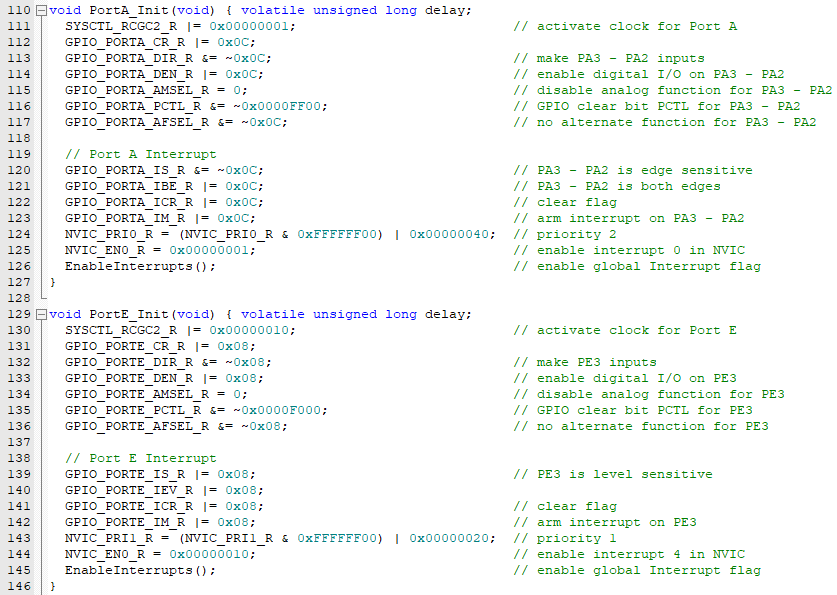 110 void PortA_Init(void) { volatile unsigned long delay;
111   SYSCTL_RCGC2_R |= 0x00000001;                           // activate clock for Port A
112   GPIO_PORTA_CR_R |= 0x0C;
113   GPIO_PORTA_DIR_R &= ~0x0C;                              // make PA3 - PA2 inputs
114   GPIO_PORTA_DEN_R |= 0x0C;                               // enable digital I/O on PA3 - PA2
115   GPIO_PORTA_AMSEL_R = 0;                                 // disable analog function for PA3 - PA2
116   GPIO_PORTA_PCTL_R &= ~0x0000FF00;                       // GPIO clear bit PCTL for PA3 - PA2
117   GPIO_PORTA_AFSEL_R &= ~0x0C;                            // no alternate function for PA3 - PA2
118
119   // Port A Interrupt
120   GPIO_PORTA_IS_R &= ~0x0C;                               // PA3 - PA2 is edge sensitive
121   GPIO_PORTA_IBE_R |= 0x0C;                               // PA3 - PA2 is both edges
122   GPIO_PORTA_ICR_R |= 0x0C;                               // clear flag
123   GPIO_PORTA_IM_R |= 0x0C;                                // arm interrupt on PA3 - PA2
124   NVIC_PRI0_R = (NVIC_PRI0_R & 0xFFFFFF00) | 0x00000040;  // priority 2
125   NVIC_EN0_R = 0x00000001;                                // enable interrupt 0 in NVIC
126   EnableInterrupts();                                     // enable global Interrupt flag
127 }
128
129 void PortE_Init(void) { volatile unsigned long delay;
130   SYSCTL_RCGC2_R |= 0x00000010;                           // activate clock for Port E
131   GPIO_PORTE_CR_R |= 0x08;
132   GPIO_PORTE_DIR_R &= ~0x08;                              // make PE3 inputs
133   GPIO_PORTE_DEN_R |= 0x08;                               // enable digital I/O on PE3
134   GPIO_PORTE_AMSEL_R = 0;                                 // disable analog function for PE3
135   GPIO_PORTE_PCTL_R &= ~0x0000F000;                       // GPIO clear bit PCTL for PE3
136   GPIO_PORTE_AFSEL_R &= ~0x08;                            // no alternate function for PE3
137
138   // Port E Interrupt
139   GPIO_PORTE_IS_R |= 0x08;                                // PE3 is level sensitive
140   GPIO_PORTE_IEV_R |= 0x08;
141   GPIO_PORTE_ICR_R |= 0x08;                               // clear flag
142   GPIO_PORTE_IM_R |= 0x08;                                // arm interrupt on PE3
143   NVIC_PRI1_R = (NVIC_PRI1_R & 0xFFFFFF00) | 0x00000020;  // priority 1
144   NVIC_EN0_R = 0x00000010;                                // enable interrupt 4 in NVIC
145   EnableInterrupts();                                     // enable global Interrupt flag
146 }